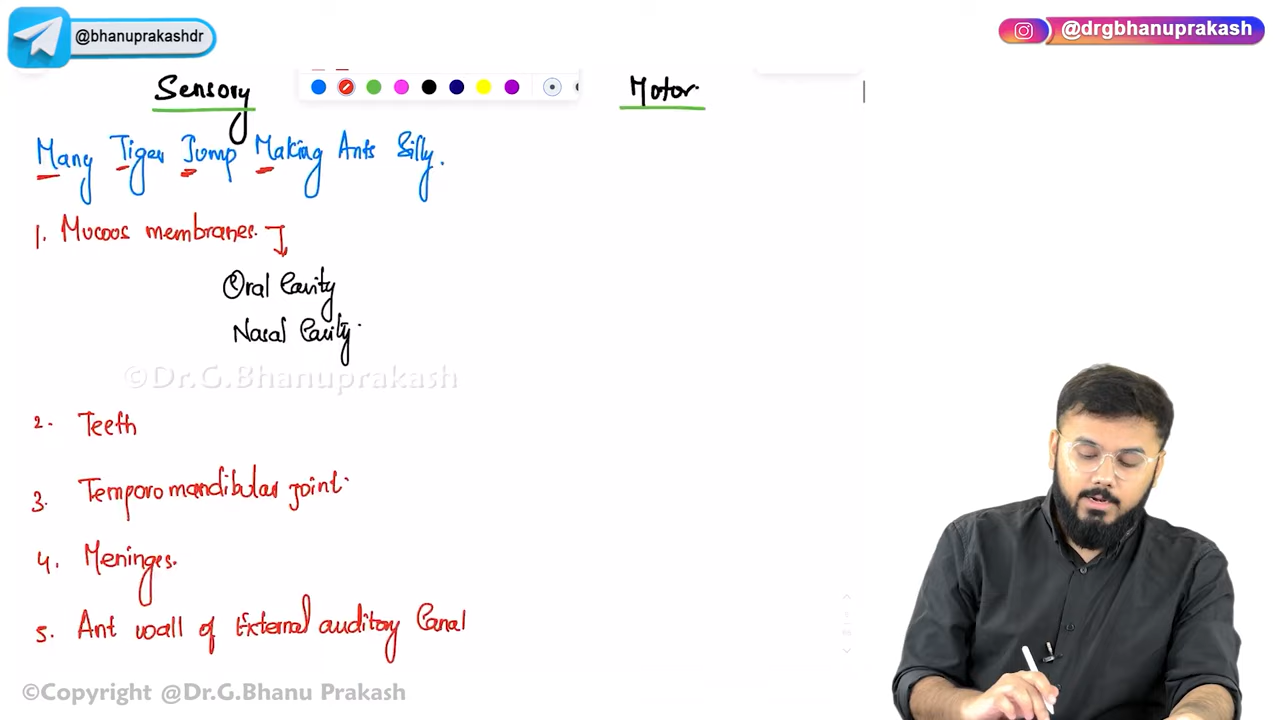 @bhanuprakashdr
@drgbhanuprakash
Sensory
Motor.
Many Tiger Jump Making Ants Silly.
1. Mucous membranes.
Oral Cavity
Nasal Cavity.
©Dr.G.Bhanuprakash
2. Teeth
3. Temporomandibular joint.
4. Meninges.
5. Ant wall of External auditory Canal
©Copyright @Dr.G.Bhanu Prakash